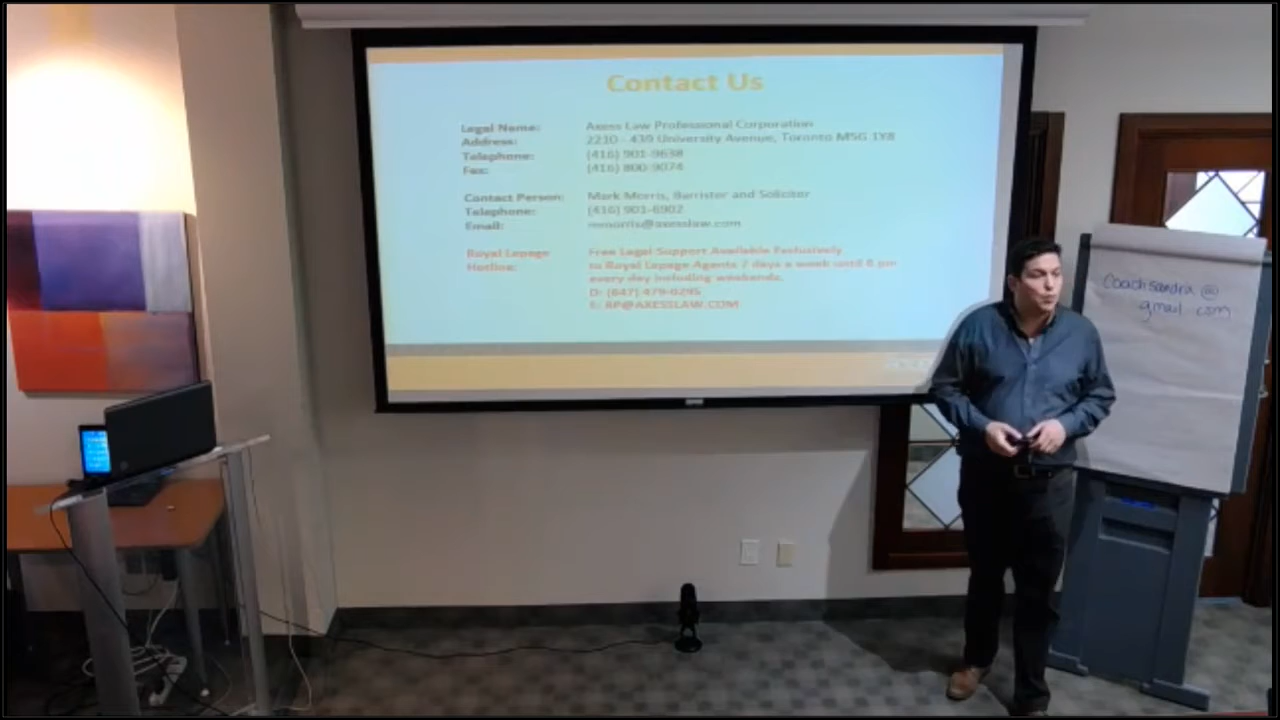 Contact Us
Legal Name: Axess Law Professional Corporation
Address: 2210 - 439 University Avenue, Toronto M5G 1Y8
Telephone: (416) 901-9638
Fax: (416) 800-9074
Contact Person: Mark Morris, Barrister and Solicitor
Telephone: (416) 901-6902
Email: mmorris@axesslaw.com
Royal Lepage Free Legal Support Available Exclusively
Hotline: to Royal Lepage Agents 7 days a week until 8 pm
every day including weekends.
D: (647) 479-0295
E: RP@AXESSLAW.COM
Coachsandra@
gmail com